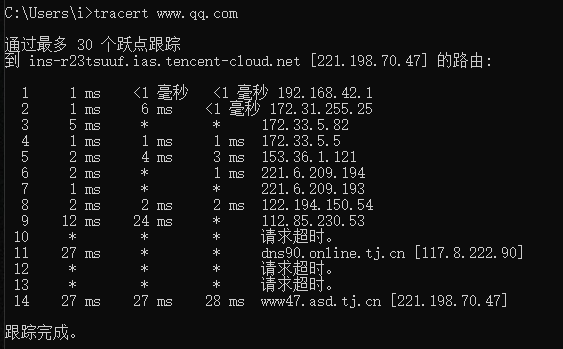 C:\Users\i>tracert www.qq.com
通过最多 30 个跃点跟踪
到 ins-r23tsuuf.ias.tencent-cloud.net [221.198.70.47] 的路由:
1 1 ms <1 毫秒 <1 毫秒 192.168.42.1
2 1 ms 6 ms <1 毫秒 172.31.255.25
3 5 ms * * 172.33.5.82
4 1 ms 1 ms 1 ms 172.33.5.5
5 2 ms 4 ms 3 ms 153.36.1.121
6 2 ms * 1 ms 221.6.209.194
7 1 ms * * 221.6.209.193
8 2 ms 2 ms 2 ms 122.194.150.54
9 12 ms 24 ms * 112.85.230.53
10 * * * 请求超时。
11 27 ms * * dns90.online.tj.cn [117.8.222.90]
12 * * * 请求超时。
13 * * * 请求超时。
14 27 ms 27 ms 28 ms www47.asd.tj.cn [221.198.70.47]
跟踪完成。